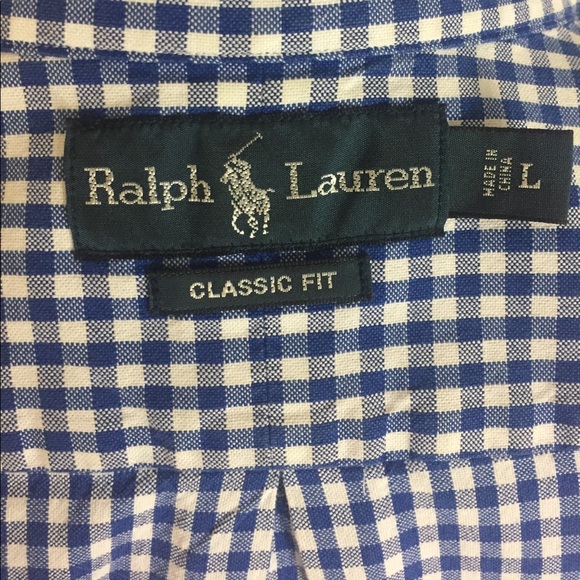 Ralph Lauren
MADE IN
CHINA
L
CLASSIC FIT